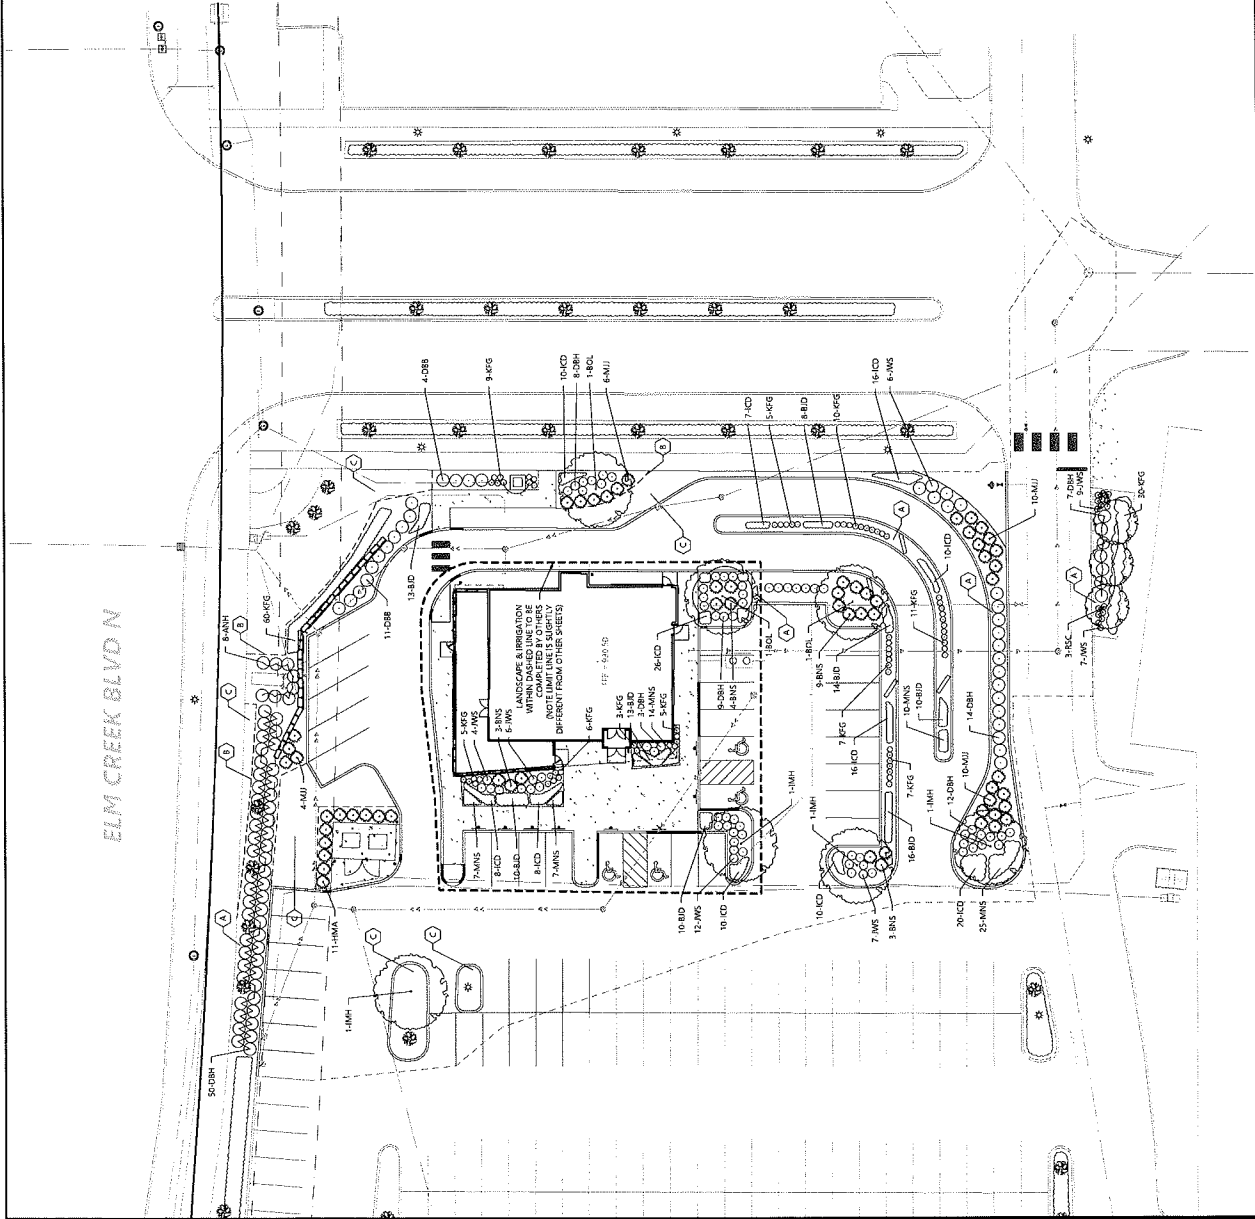 ELM CREEK BLVD N
50-DBH
A
B
C
8-ANH
B
60-KFG
C
4-MJJ
11-HMA
1-IMH
C
C
11-DBB
13-BJD
C
4-DBB
9-KFG
10-ICD
8-DBH
1-BOL
6-MJJ
B
C
LANDSCAPE & IRRIGATION
WITHIN DASHED LINE TO BE
COMPLETED BY OTHERS
(NOTE LIMIT LINE IS SLIGHTLY
DIFFERENT FROM OTHER SHEETS)
5-KFG
4-JWS
3-BNS
6-JWS
6-KFG
7-MNS
8-ICD
10-BJD
8-ICD
7-MNS
3-KFG
13-BJD
3-DBH
14-MNS
5-KFG
26-ICD
9-DBH
4-BNS
1-BOL
A
10-BJD
12-JWS
10-ICD
1-IMH
7-ICD
5-KFG
8-BJD
10-KFG
A
16-ICD
6-JWS
10-MJJ
10-ICD
11-KFG
A
1-BOL
9-BNS
14-BJD
7-KFG
16-ICD
7-KFG
16-BJD
1-IMH
10-ICD
7-JWS
3-BNS
10-MNS
10-BJD
14-DBH
10-MJJ
12-DBH
1-IMH
20-ICD
25-MNS
7-DBH
9-JWS
30-KFG
A
3-RSC
7-JWS